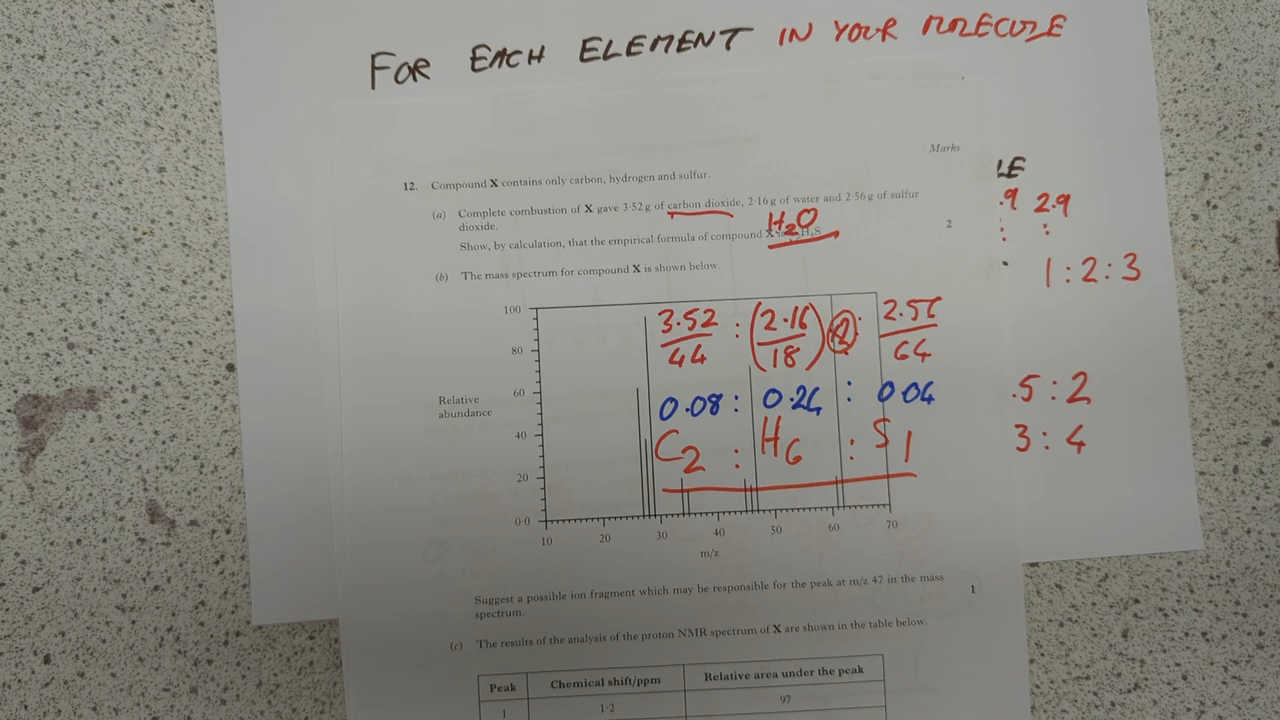 FOR EACH ELEMENT IN YOUR MOLECULE
Marks
12. Compound X contains only carbon, hydrogen and sulfur.
(a) Complete combustion of X gave 3·52 g of carbon dioxide, 2·16 g of water and 2·56 g of sulfur
dioxide.
H2O
Show, by calculation, that the empirical formula of compound X
2
(b) The mass spectrum for compound X is shown below.
LE
.9 2.9
: :
1:2:3
.5:2
3:4
100
80
60
40
20
0·0
Relative
abundance
3.52/44 : (2.16/18) 2 : 2.56/64
0.08 : 0.24 : 0.04
C2 : H6 : S1
10 20 30 40 50 60 70
m/z
Suggest a possible ion fragment which may be responsible for the peak at m/z 47 in the mass
spectrum.
1
(c) The results of the analysis of the proton NMR spectrum of X are shown in the table below.
Peak Chemical shift/ppm Relative area under the peak
1 1·2 97